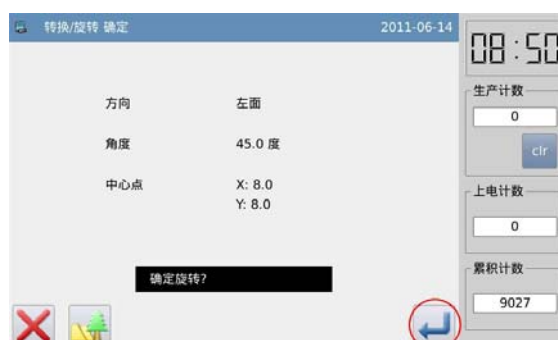 转换/旋转 确定 2011-06-14
08:50
方向 左面
角度 45.0 度
中心点 X: 8.0
Y: 8.0
确定旋转?
生产计数
0
clr
上电计数
0
累积计数
9027